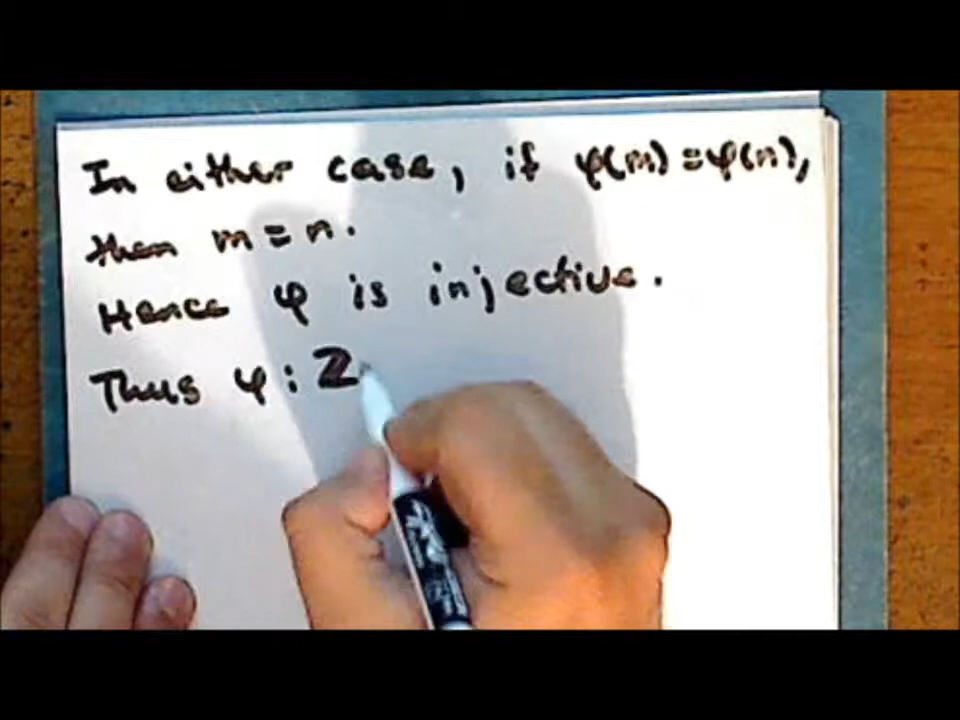 In either case, if φ(m)=φ(n),
then m=n.
Hence φ is injective.
Thus φ: ℤ